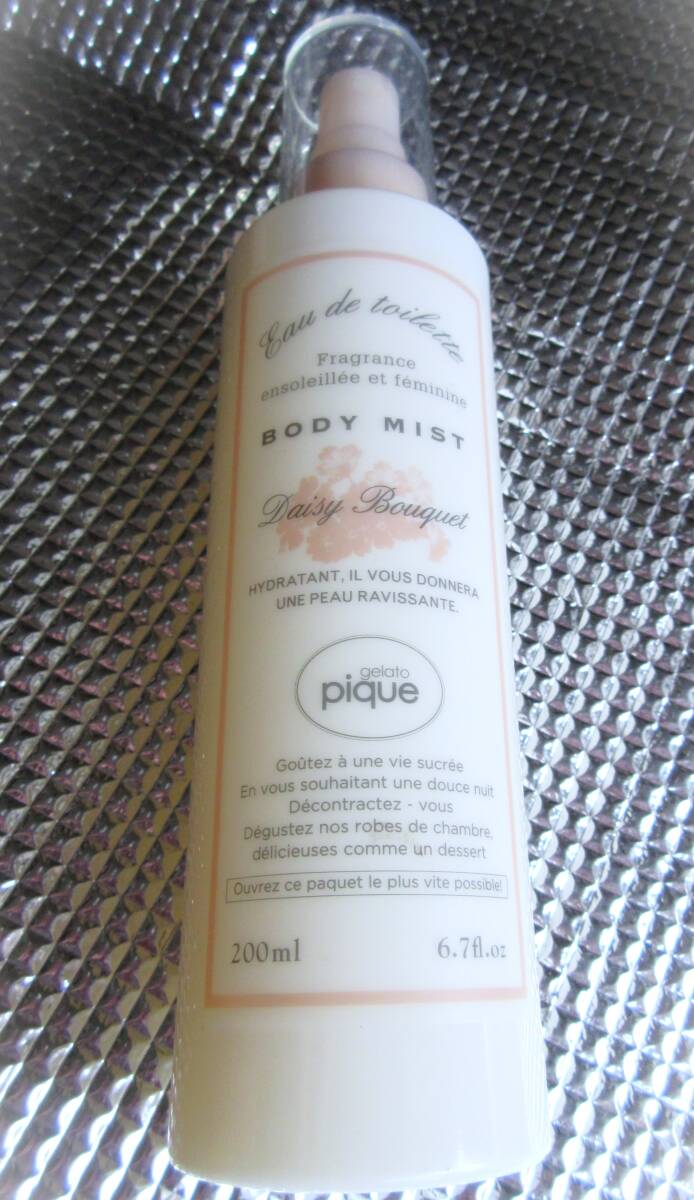 Eau de toilette
Fragrance
ensoleillée et féminine
BODY MIST
Daisy Bouquet
HYDRATANT, IL VOUS DONNERA
UNE PEAU RAVISSANTE.
gelato
pique
Goûtez à une vie sucrée
En vous souhaitant une douce nuit
Décontractez - vous
Dégustez nos robes de chambre,
délicieuses comme un dessert
Ouvrez ce paquet le plus vite possible!
200ml 6.7fl.oz